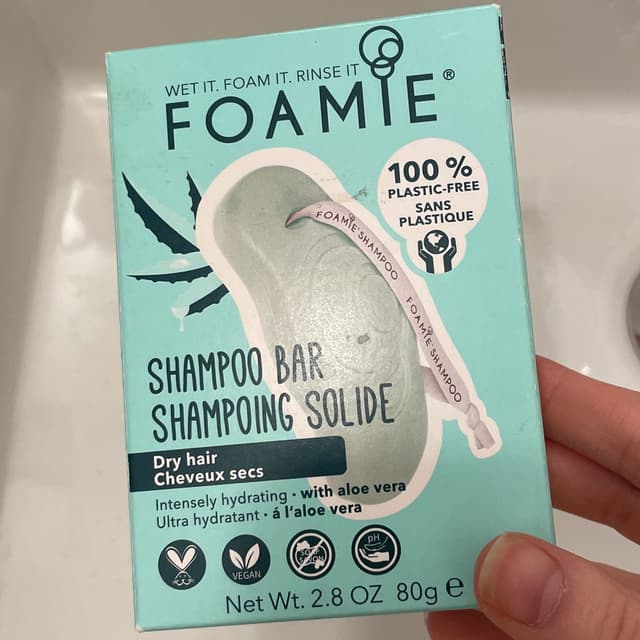 WET IT. FOAM IT. RINSE IT
FOAMIE®
100 %
PLASTIC-FREE
SANS
PLASTIQUE
FOAMIE SHAMPOO
FOAMIE SHAMPOO
SHAMPOO BAR
SHAMPOING SOLIDE
Dry hair
Cheveux secs
Intensely hydrating · with aloe vera
Ultra hydratant · á l'aloe vera
VEGAN
SOAP
SAVON
pH
Net Wt. 2.8 OZ 80g e